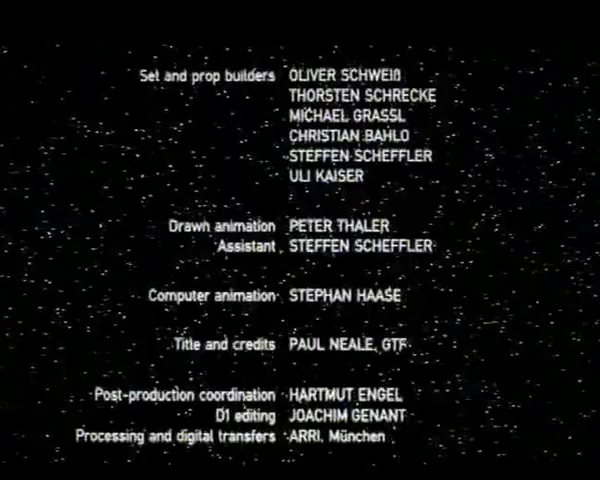 Set and prop builders OLIVER SCHWEIß
THORSTEN SCHRECKE
MICHAEL GRASSL
CHRISTIAN BAHLO
STEFFEN SCHEFFLER
ULI KAISER
Drawn animation PETER THALER
Assistant STEFFEN SCHEFFLER
Computer animation STEPHAN HAASE
Title and credits PAUL NEALE, GTF
Post-production coordination HARTMUT ENGEL
D1 editing JOACHIM GENANT
Processing and digital transfers ARRI, München